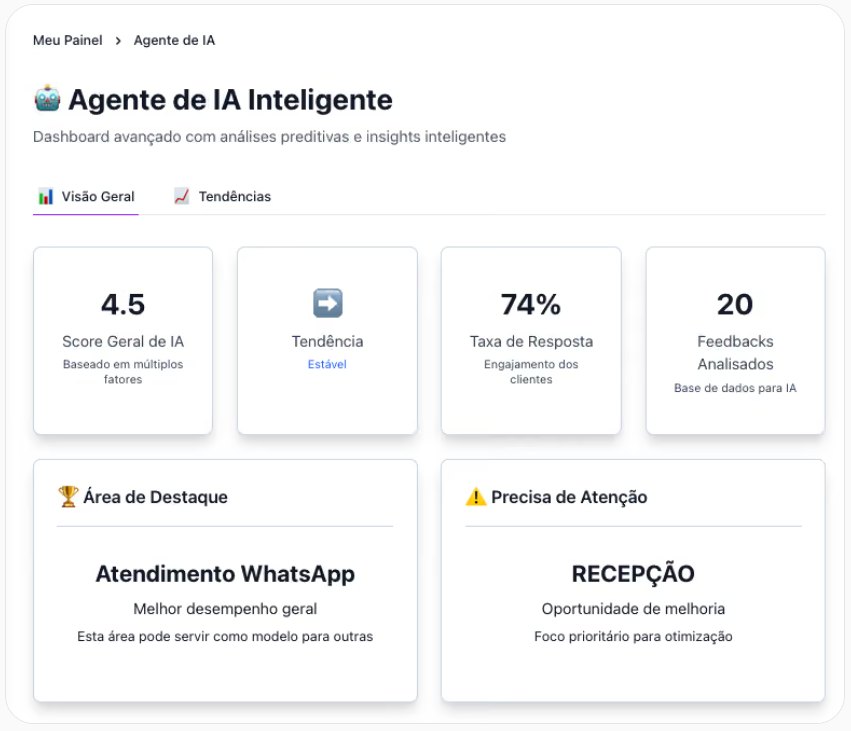 Meu Painel > Agente de IA
Agente de IA Inteligente
Dashboard avançado com análises preditivas e insights inteligentes
Visão Geral
Tendências
4.5
Score Geral de IA
Baseado em múltiplos
fatores
Tendência
Estável
74%
Taxa de Resposta
Engajamento dos
clientes
20
Feedbacks
Analisados
Base de dados para IA
Área de Destaque
Atendimento WhatsApp
Melhor desempenho geral
Esta área pode servir como modelo para outras
Precisa de Atenção
RECEPÇÃO
Oportunidade de melhoria
Foco prioritário para otimização